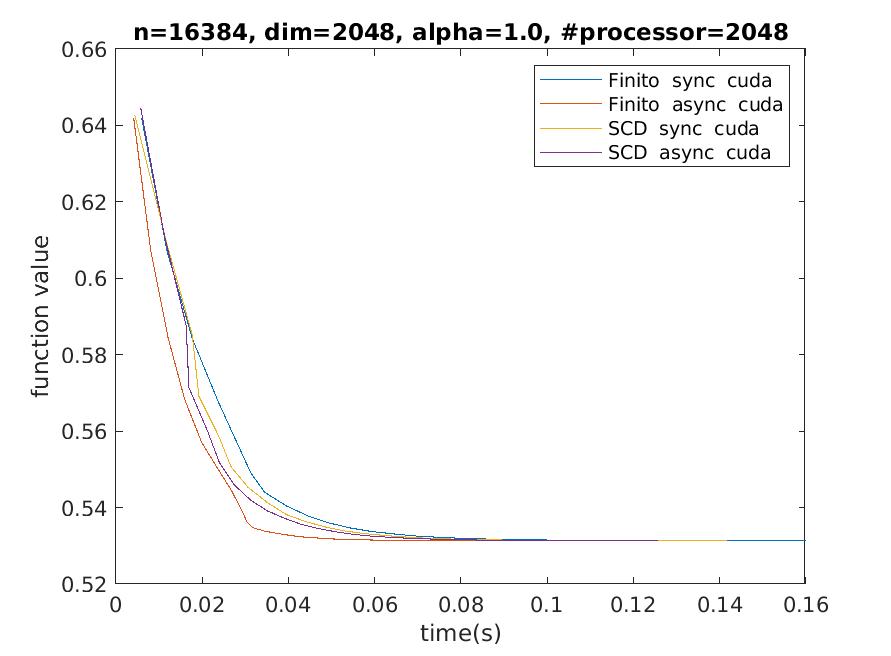 n=16384, dim=2048, alpha=1.0, #processor=2048
0.66
0.64
0.62
0.6
0.58
0.56
0.54
0.52
function value
Finito sync cuda
Finito async cuda
SCD sync cuda
SCD async cuda
0 0.02 0.04 0.06 0.08 0.1 0.12 0.14 0.16
time(s)